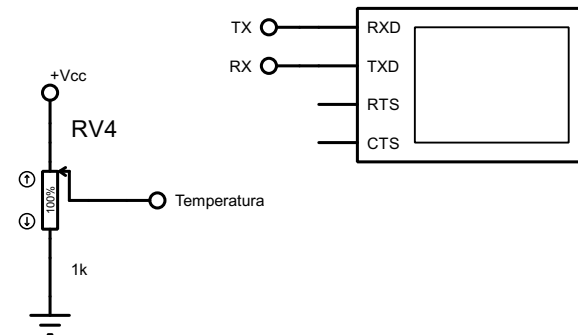 TX
RXD
RX
TXD
RTS
CTS
+Vcc
RV4
100%
Temperatura
1k